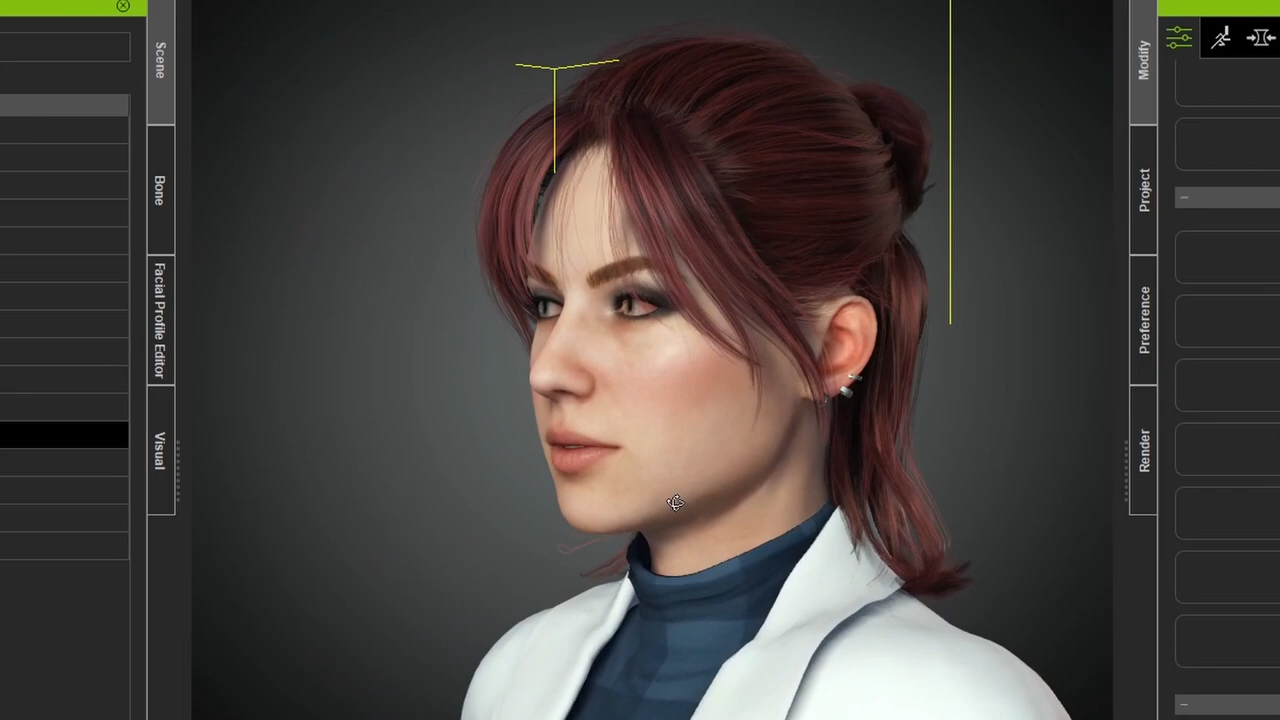 Scene
Bone
Facial Profile Editor
Visual
Modify
Project
Preference
Render